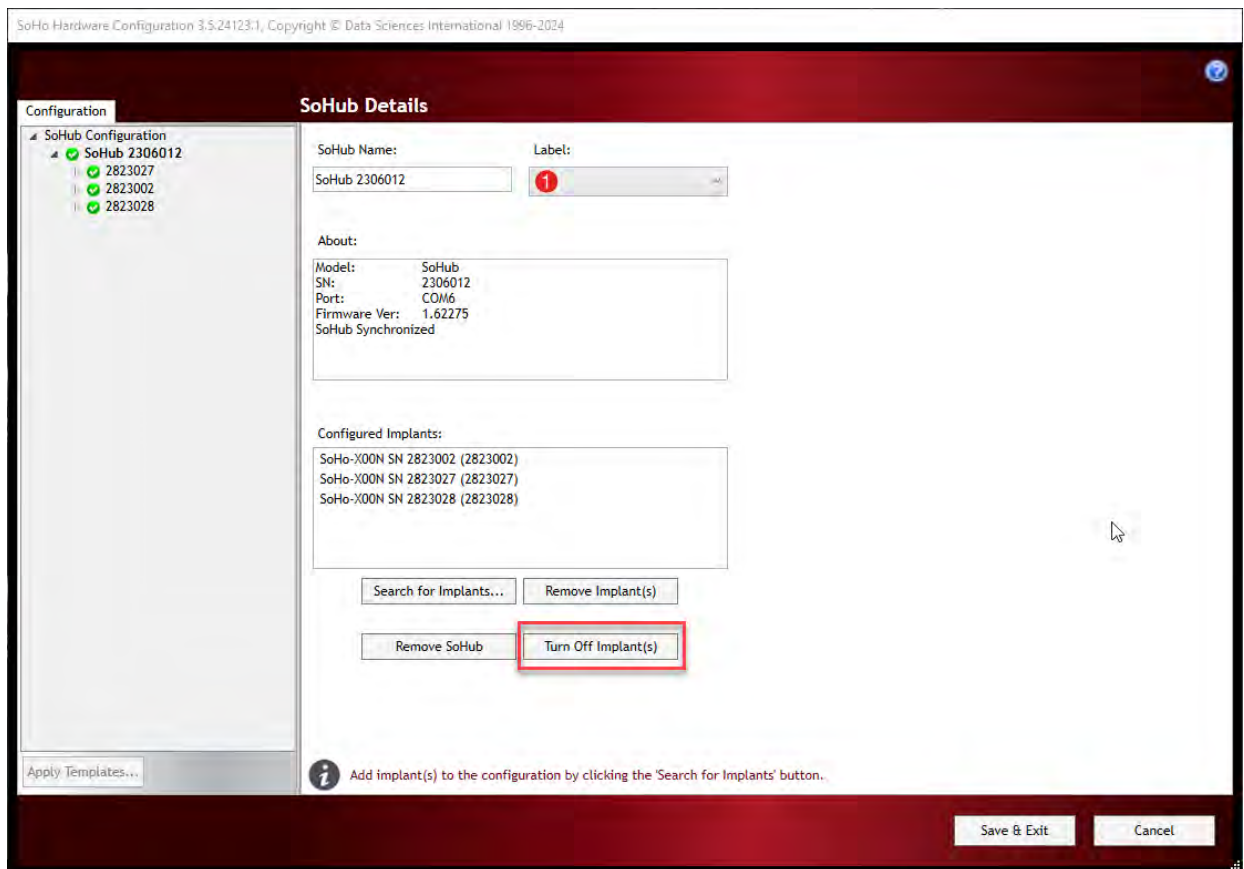 SoHo Hardware Configuration 3.5.24123.1, Copyright © Data Sciences International 1996-2024
?
Configuration
SoHub Details
SoHub Configuration
SoHub 2306012
2823027
2823002
2823028
SoHub Name:
Label:
SoHub 2306012
1
About:
Model: SoHub
SN: 2306012
Port: COM6
Firmware Ver: 1.62275
SoHub Synchronized
Configured Implants:
SoHo-X00N SN 2823002 (2823002)
SoHo-X00N SN 2823027 (2823027)
SoHo-X00N SN 2823028 (2823028)
Search for Implants...
Remove Implant(s)
Remove SoHub
Turn Off Implant(s)
Apply Templates...
i
Add implant(s) to the configuration by clicking the 'Search for Implants' button.
Save & Exit
Cancel